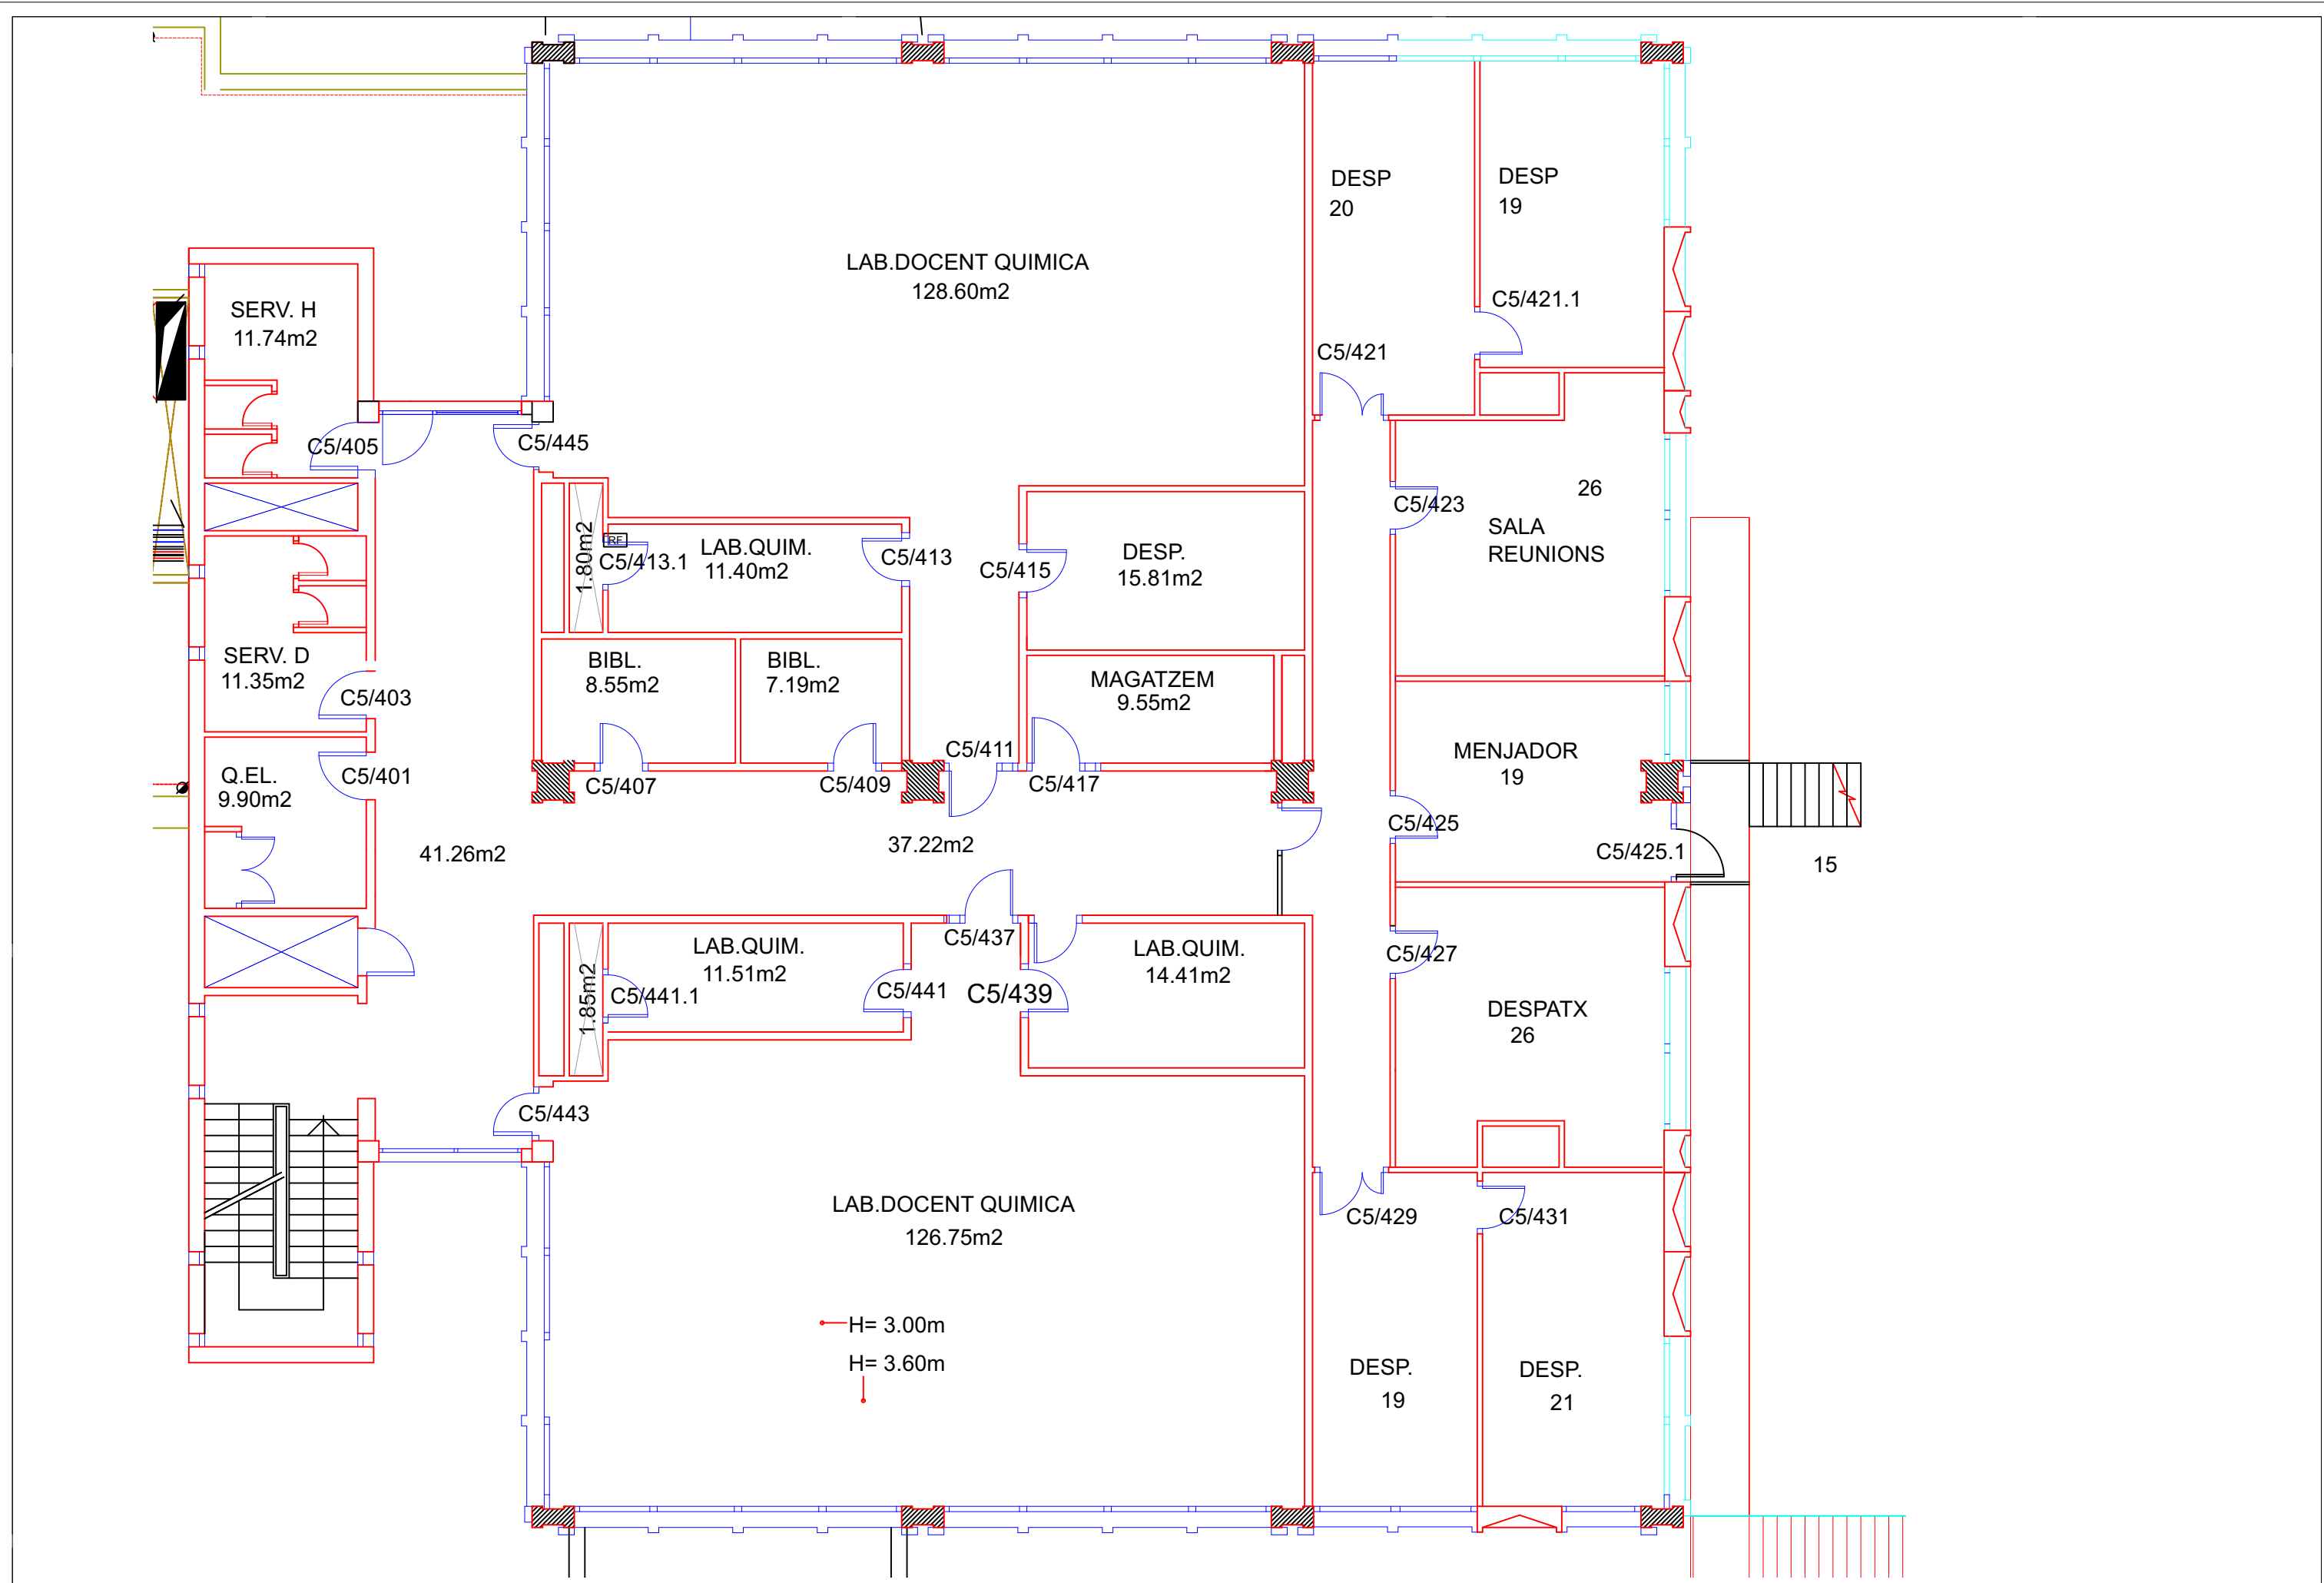 DESP
20
DESP
19
LAB.DOCENT QUIMICA
128.60m2
SERV. H
11.74m2
C5/421.1
C5/421
C5/405
C5/445
26
C5/423
SALA
REUNIONS
1.80m2
RF
C5/413.1
LAB.QUIM.
11.40m2
C5/413
C5/415
DESP.
15.81m2
SERV. D
11.35m2
C5/403
BIBL.
8.55m2
BIBL.
7.19m2
MAGATZEM
9.55m2
Q.EL.
9.90m2
C5/401
C5/407
C5/409
C5/411
C5/417
MENJADOR
19
C5/425
C5/425.1
15
41.26m2
37.22m2
C5/437
LAB.QUIM.
11.51m2
1.85m2
C5/441.1
C5/441
C5/439
LAB.QUIM.
14.41m2
C5/427
DESPATX
26
C5/443
LAB.DOCENT QUIMICA
126.75m2
C5/429
C5/431
H= 3.00m
H= 3.60m
DESP.
19
DESP.
21